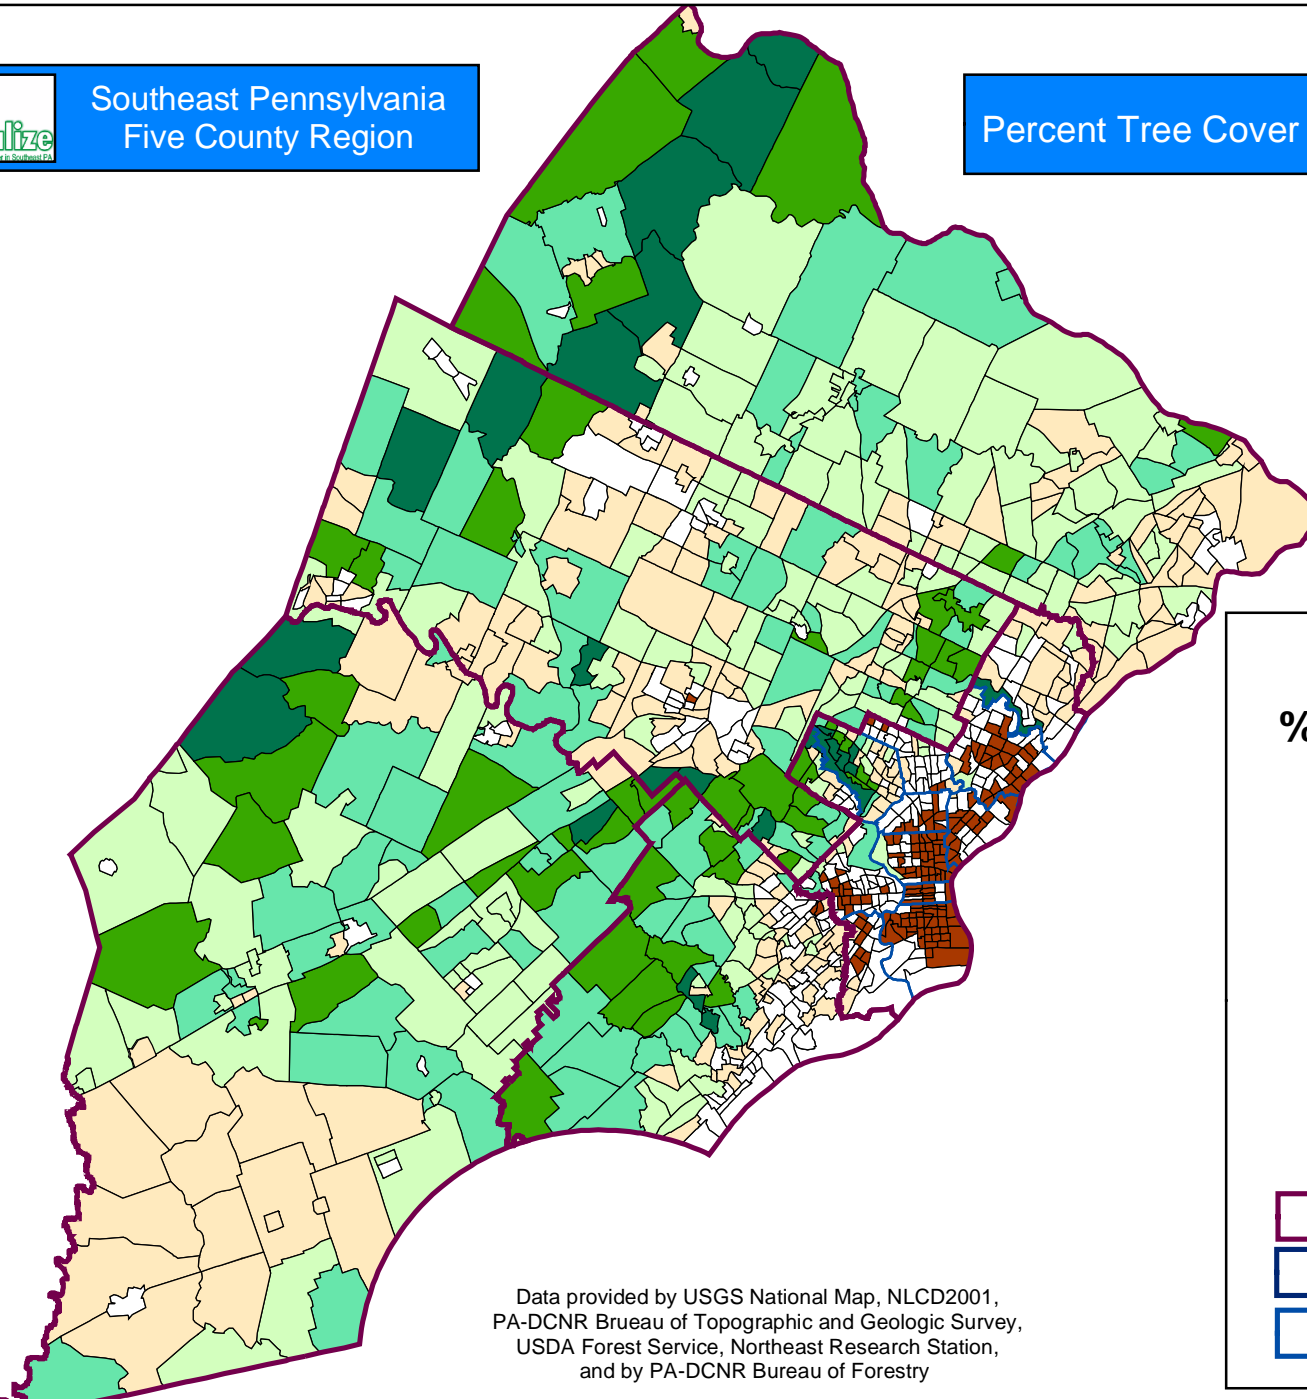 Southeast Pennsylvania
Five County Region
Percent Tree Cover
%
Data provided by USGS National Map, NLCD2001,
PA-DCNR Brueau of Topographic and Geologic Survey,
USDA Forest Service, Northeast Research Station,
and by PA-DCNR Bureau of Forestry